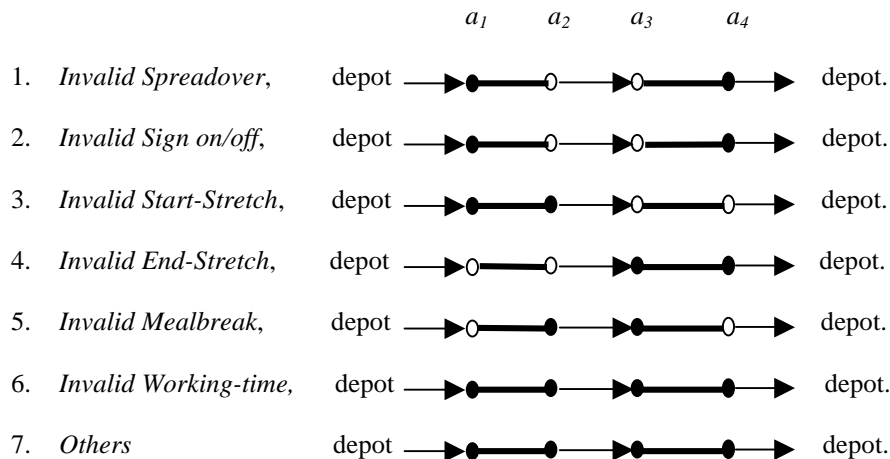 a1 a2 a3 a4
1. Invalid Spreadover, depot depot.
2. Invalid Sign on/off, depot depot.
3. Invalid Start-Stretch, depot depot.
4. Invalid End-Stretch, depot depot.
5. Invalid Mealbreak, depot depot.
6. Invalid Working-time, depot depot.
7. Others depot depot.